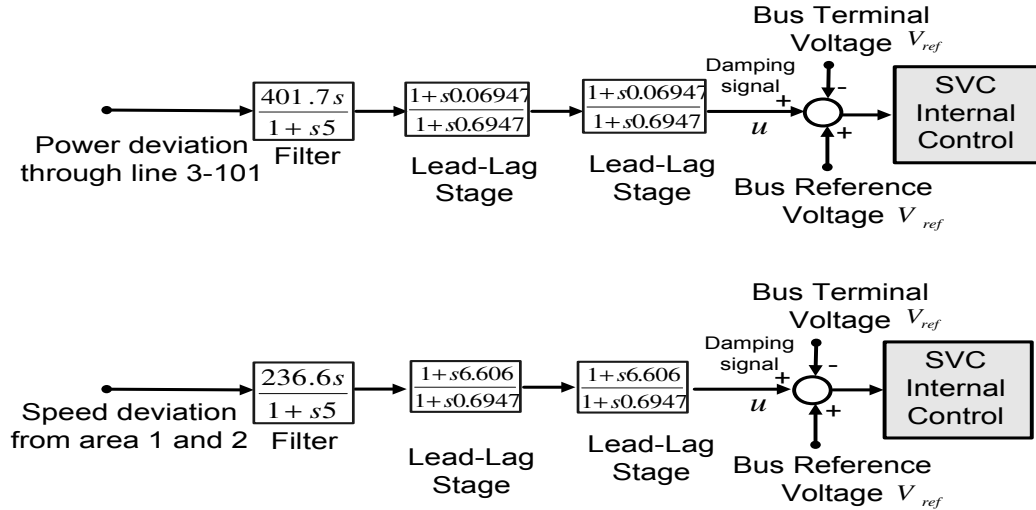 Bus Terminal
Voltage V_ref
Damping
signal
+
-
+
u
SVC
Internal
Control
401.7s
1+s5
Filter
1+s0.06947
1+s0.6947
Lead-Lag
Stage
1+s0.06947
1+s0.6947
Lead-Lag
Stage
Power deviation
through line 3-101
Bus Reference
Voltage V_ref
Bus Terminal
Voltage V_ref
Damping
signal
+
-
+
u
SVC
Internal
Control
236.6s
1+s5
Filter
1+s6.606
1+s0.6947
Lead-Lag
Stage
1+s6.606
1+s0.6947
Lead-Lag
Stage
Speed deviation
from area 1 and 2
Bus Reference
Voltage V_ref